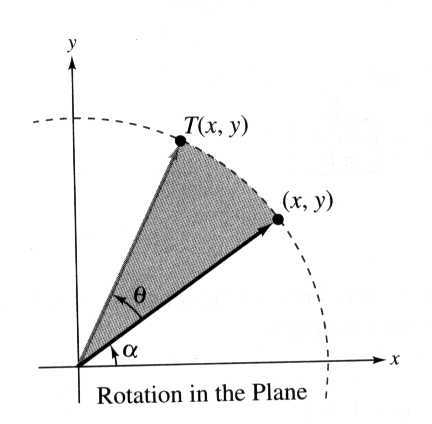 y
T(x, y)
(x, y)
θ
α
x
Rotation in the Plane